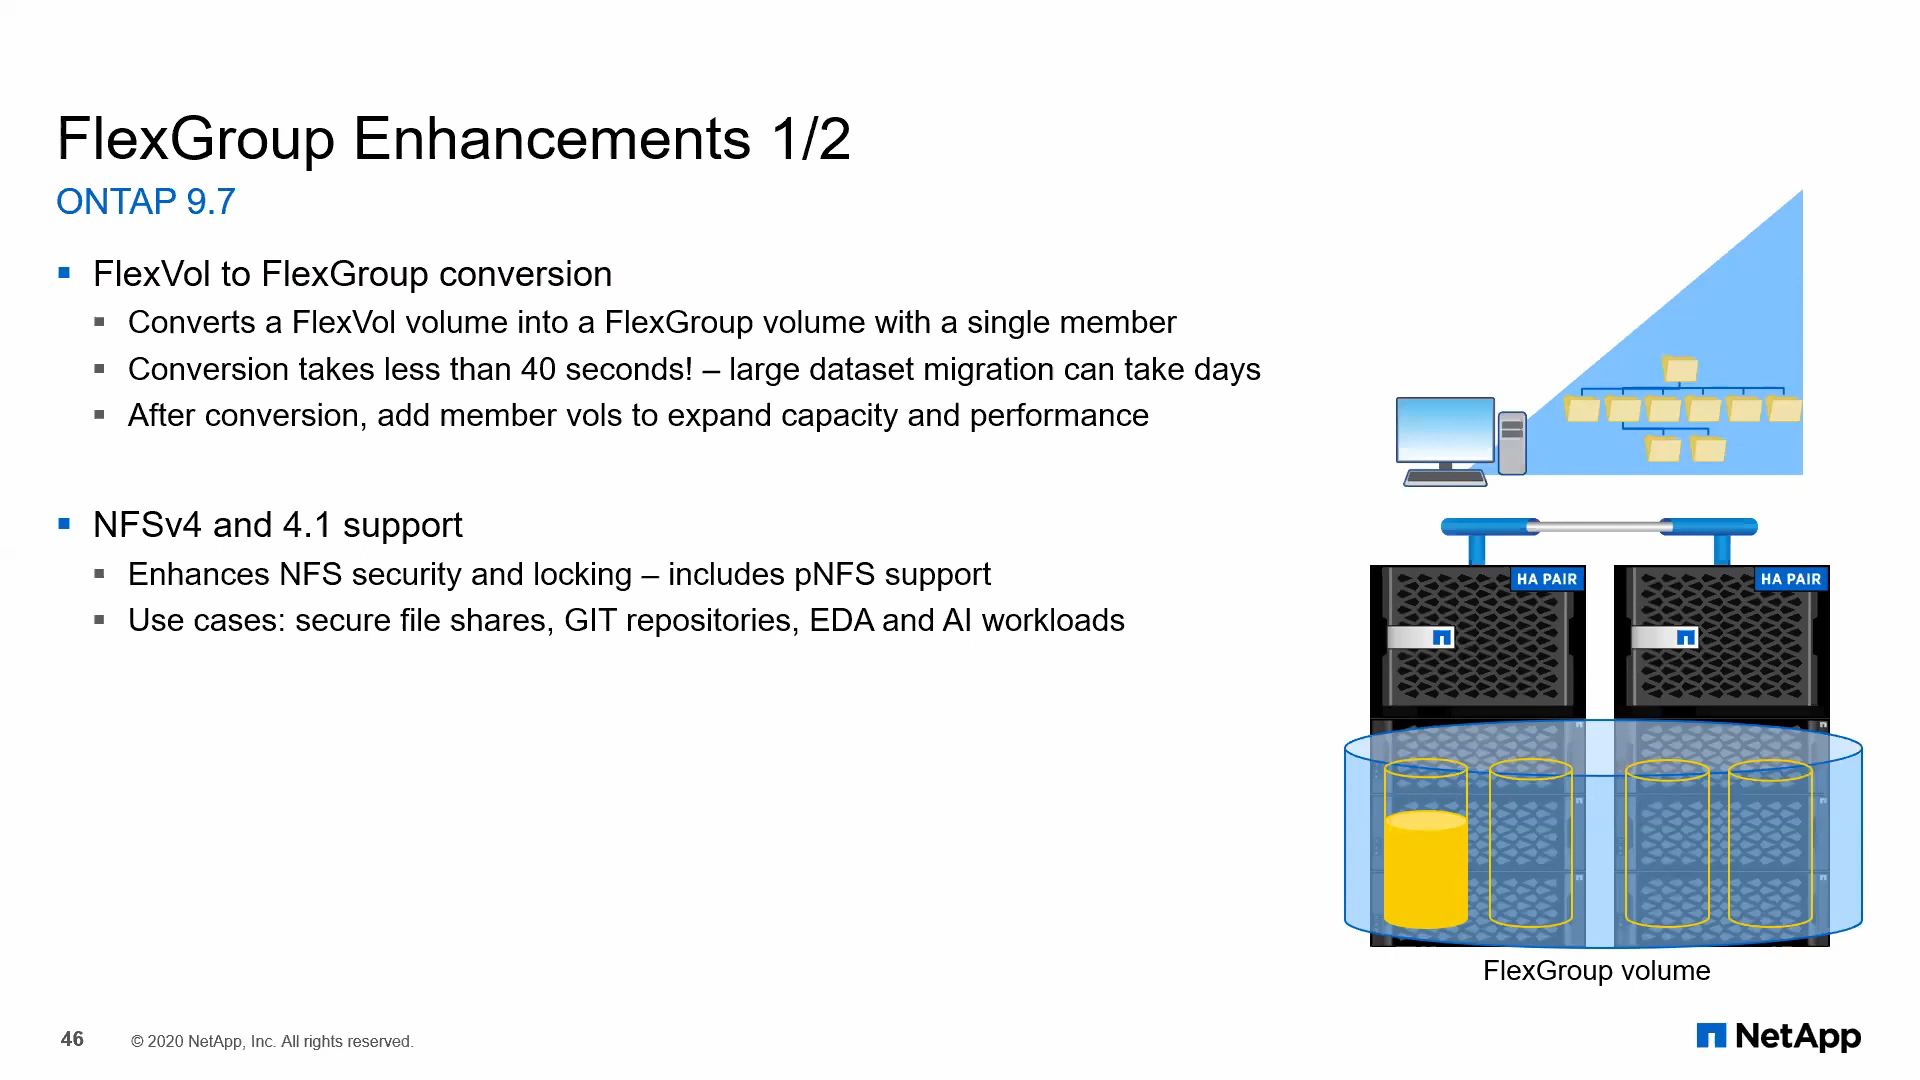 FlexGroup Enhancements 1/2
ONTAP 9.7
FlexVol to FlexGroup conversion
Converts a FlexVol volume into a FlexGroup volume with a single member
Conversion takes less than 40 seconds! – large dataset migration can take days
After conversion, add member vols to expand capacity and performance
NFSv4 and 4.1 support
Enhances NFS security and locking – includes pNFS support
Use cases: secure file shares, GIT repositories, EDA and AI workloads
HA PAIR
HA PAIR
FlexGroup volume
46
© 2020 NetApp, Inc. All rights reserved.
NetApp